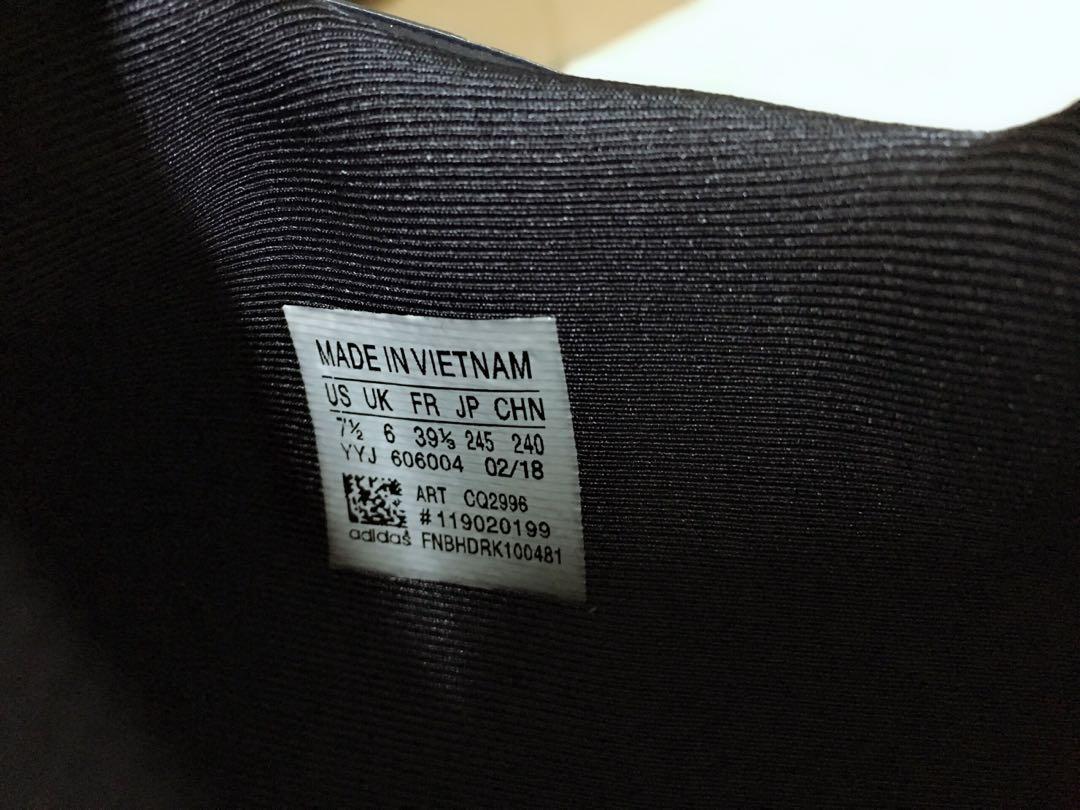 MADE IN VIETNAM
US UK FR JP CHN
7½ 6 39⅓ 245 240
YYJ 606004 02/18
ART CQ2996
#119020199
adidas FNBHDRK100481